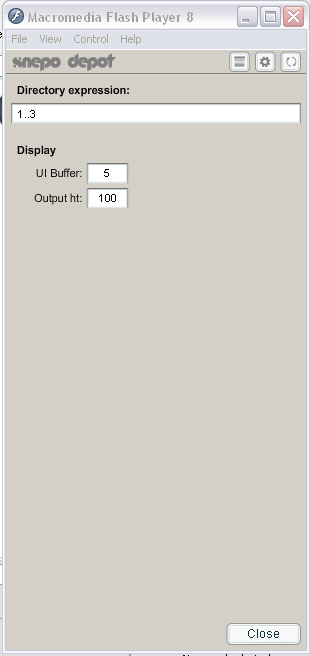 Macromedia Flash Player 8
File View Control Help
snepo depot
Directory expression:
1..3
Display
UI Buffer: 5
Output ht: 100
Close